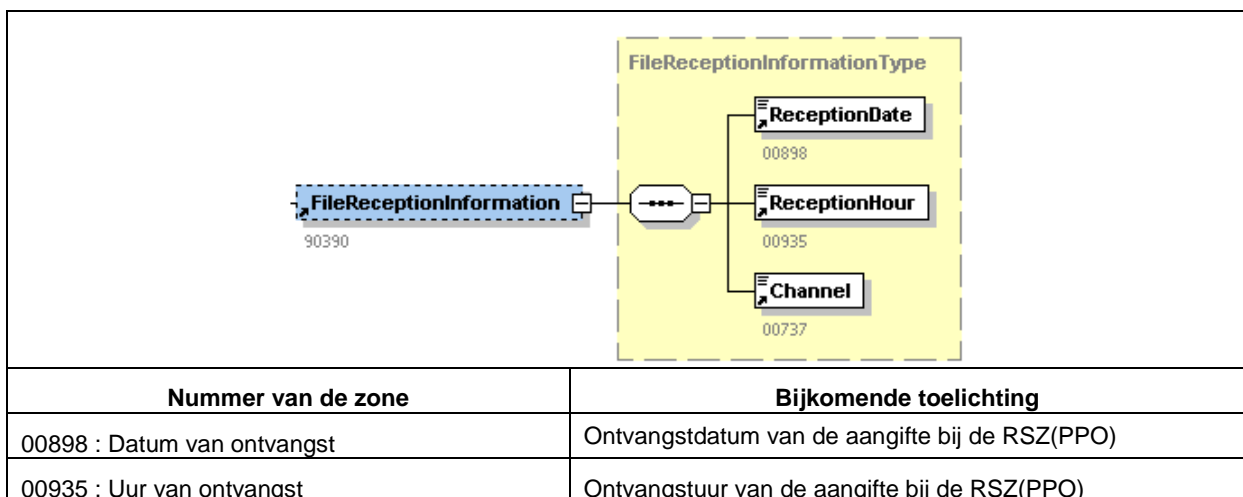 FileReceptionInformationType
ReceptionDate
00898
FileReceptionInformation
90390
ReceptionHour
00935
Channel
00737
Nummer van de zone
Bijkomende toelichting
00898 : Datum van ontvangst
Ontvangstdatum van de aangifte bij de RSZ(PPO)
00935 : Uur van ontvangst
Ontvangstuur van de aangifte bij de RSZ(PPO)